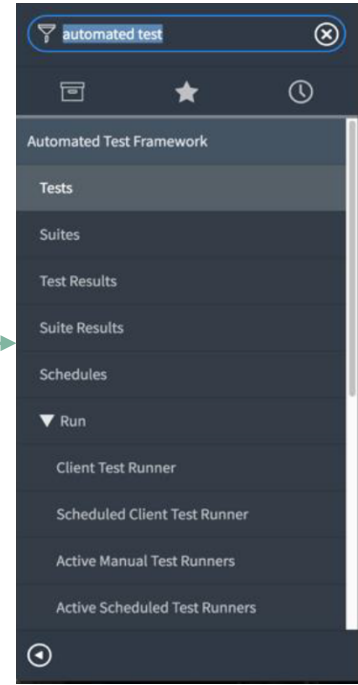 automated test
Automated Test Framework
Tests
Suites
Test Results
Suite Results
Schedules
Run
Client Test Runner
Scheduled Client Test Runner
Active Manual Test Runners
Active Scheduled Test Runners